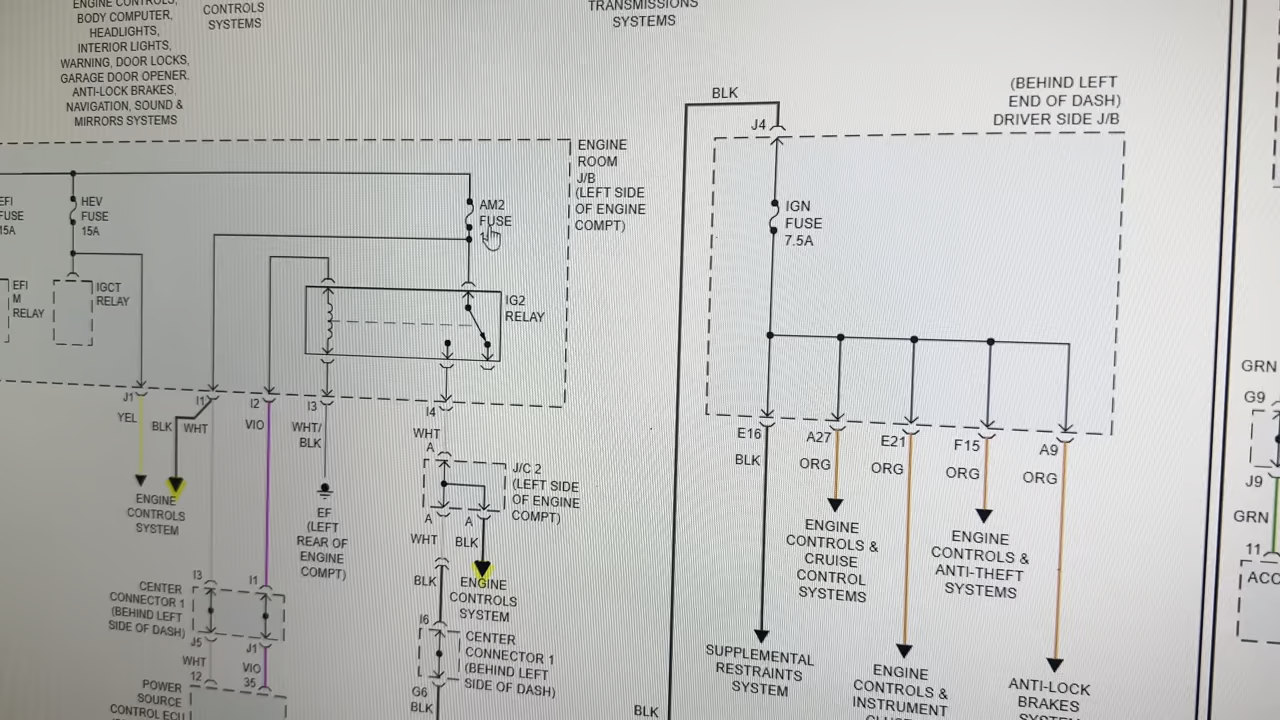 ENGINE CONTROLS,
BODY COMPUTER,
HEADLIGHTS,
INTERIOR LIGHTS,
WARNING, DOOR LOCKS,
GARAGE DOOR OPENER,
ANTI-LOCK BRAKES,
NAVIGATION, SOUND &
MIRRORS SYSTEMS
CONTROLS
SYSTEMS
TRANSMISSIONS
SYSTEMS
EFI
FUSE
15A
HEV
FUSE
15A
AM2
FUSE
ENGINE
ROOM
J/B
(LEFT SIDE
OF ENGINE
COMPT)
EFI
M
RELAY
IGCT
RELAY
IG2
RELAY
J1
I1
I2
I3
I4
YEL
BLK
WHT
VIO
WHT/
BLK
WHT
A
ENGINE
CONTROLS
SYSTEM
EF
(LEFT
REAR OF
ENGINE
COMPT)
J/C 2
(LEFT SIDE
OF ENGINE
COMPT)
A
A
WHT
BLK
BLK
ENGINE
CONTROLS
SYSTEM
I3
I1
CENTER
CONNECTOR 1
(BEHIND LEFT
SIDE OF DASH)
J5
J1
WHT
VIO
12
35
POWER
SOURCE
CONTROL ECU
I6
CENTER
CONNECTOR 1
(BEHIND LEFT
SIDE OF DASH)
G6
BLK
BLK
BLK
J4
(BEHIND LEFT
END OF DASH)
DRIVER SIDE J/B
IGN
FUSE
7.5A
E16
A27
E21
F15
A9
BLK
ORG
ORG
ORG
ORG
ENGINE
CONTROLS &
CRUISE
CONTROL
SYSTEMS
ENGINE
CONTROLS &
ANTI-THEFT
SYSTEMS
SUPPLEMENTAL
RESTRAINTS
SYSTEM
ENGINE
CONTROLS &
INSTRUMENT
ANTI-LOCK
BRAKES
GRN
G9
J9
GRN
11
ACC